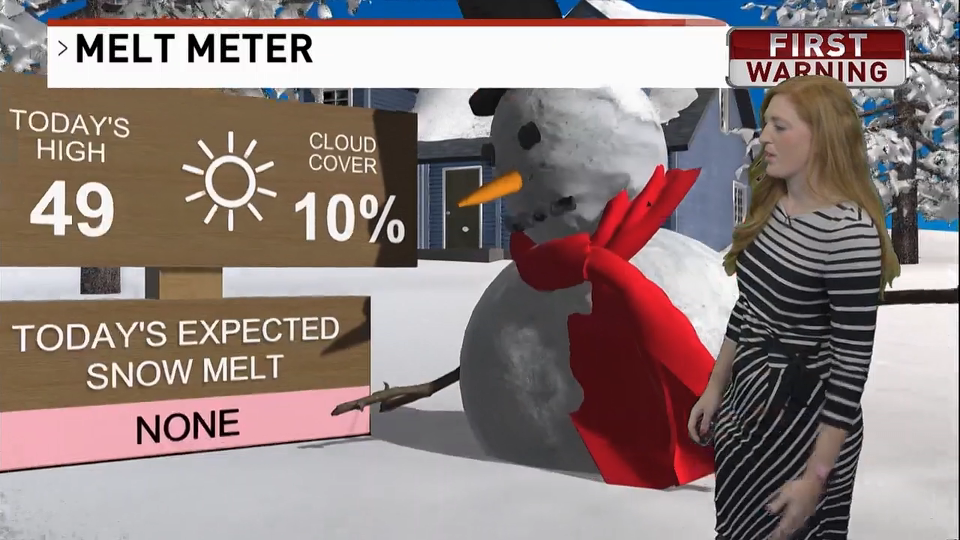 > MELT METER
FIRST
WARNING
TODAY'S
HIGH
49
CLOUD
COVER
10%
TODAY'S EXPECTED
SNOW MELT
NONE